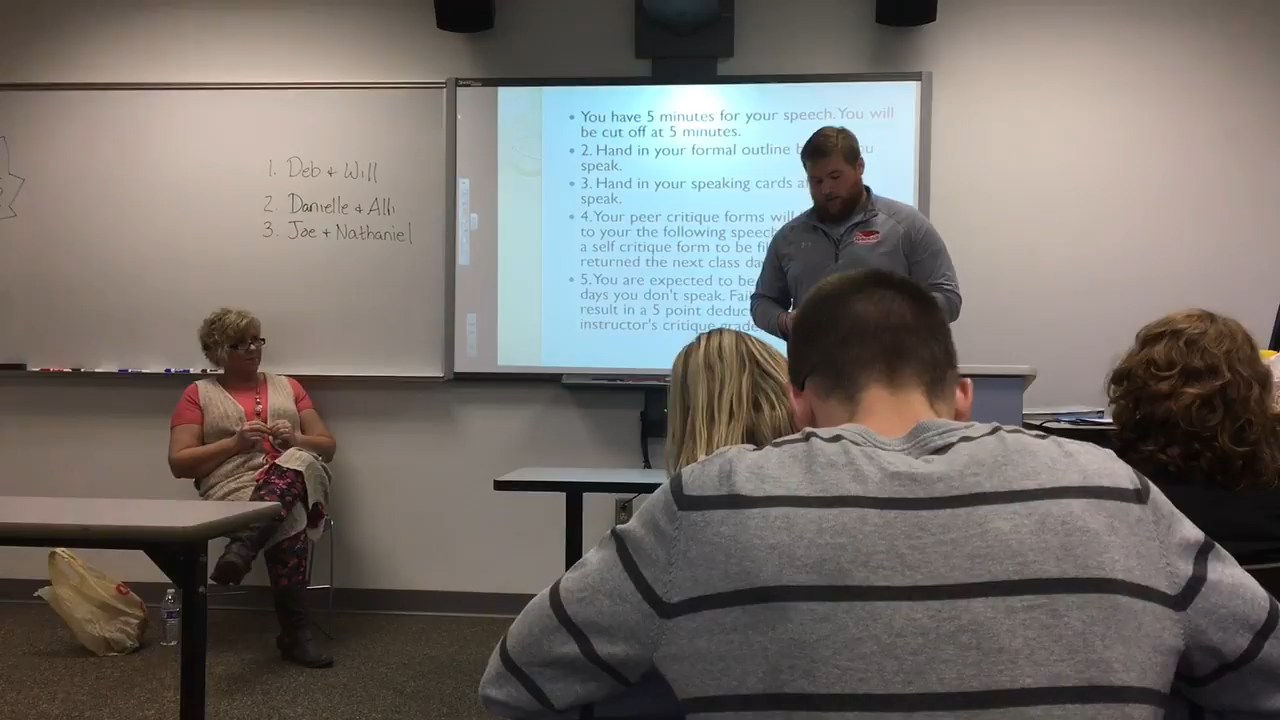 1. Deb & Will
2. Danielle & Alli
3. Joe & Nathaniel
• You have 5 minutes for your speech. You will
be cut off at 5 minutes.
• 2. Hand in your formal outline
speak.
• 3. Hand in your speaking cards
speak.
• 4. Your peer critique forms will
to your the following speech
a self critique form to be
returned the next class
• 5. You are expected to be
days you don't speak.
result in a 5 point
instructor's critique grade